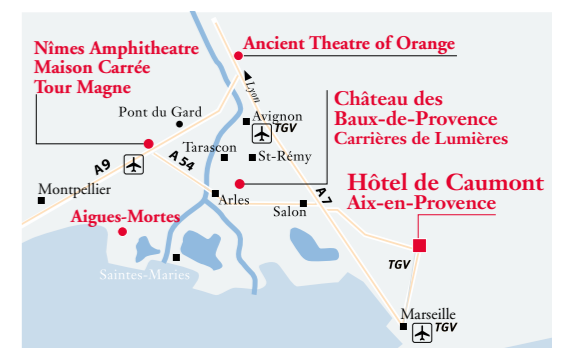 Nîmes Amphitheatre
Maison Carrée
Tour Magne
Ancient Theatre of Orange
Lyon
Château des
Baux-de-Provence
Carrières de Lumières
Pont du Gard
Avignon
TGV
Tarascon
St-Rémy
A9
A 54
Montpellier
Arles
A 7
Salon
Hôtel de Caumont
Aix-en-Provence
Aigues-Mortes
TGV
Saintes-Maries
Marseille
TGV